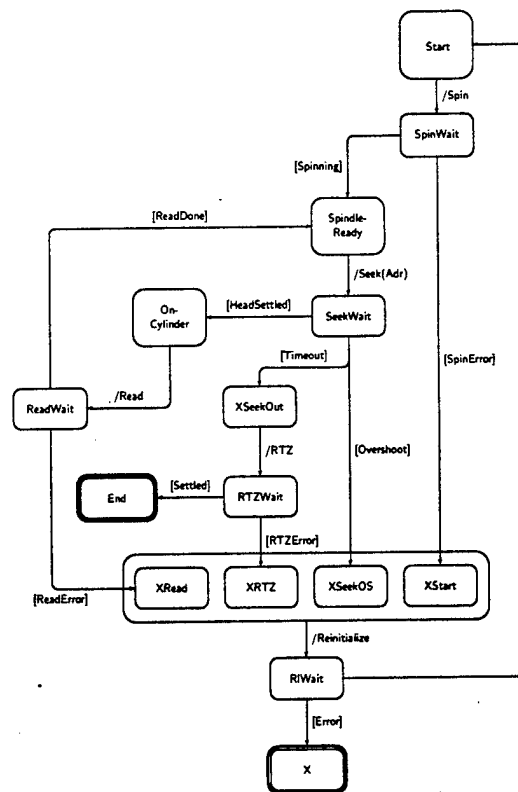 Start
/Spin
SpinWait
[Spinning]
[ReadDone]
Spindle-
Ready
/Seek(Adr)
On-
Cylinder
[HeadSettled]
SeekWait
[Timeout]
[SpinError]
/Read
ReadWait
XSeekOut
/RTZ
[Overshoot]
End
[Settled]
RTZWait
[RTZError]
XRead
XRTZ
XSeekOS
XStart
[ReadError]
/Reinitialize
RIWait
[Error]
X